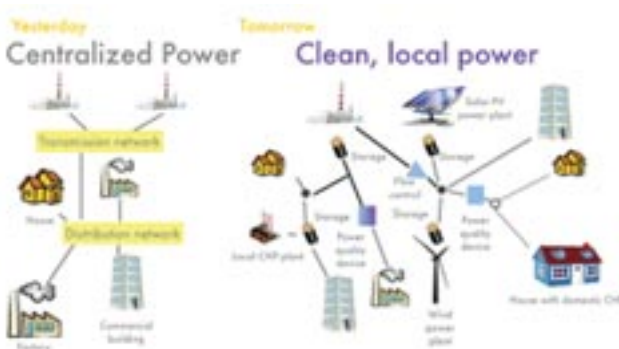 Yesterday
Centralized Power
Transmission network
House
Distribution network
Commercial
building
Factory
Tomorrow
Clean, local power
Solar PV
power plant
Storage
Storage
Flow
control
Storage
Storage
Power
quality
device
Power
quality
device
Local CHP plant
Wind
power
plant
House with domestic CHP